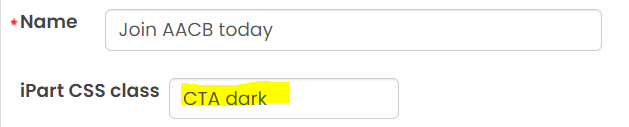 *Name Join AACB today
iPart CSS class CTA dark